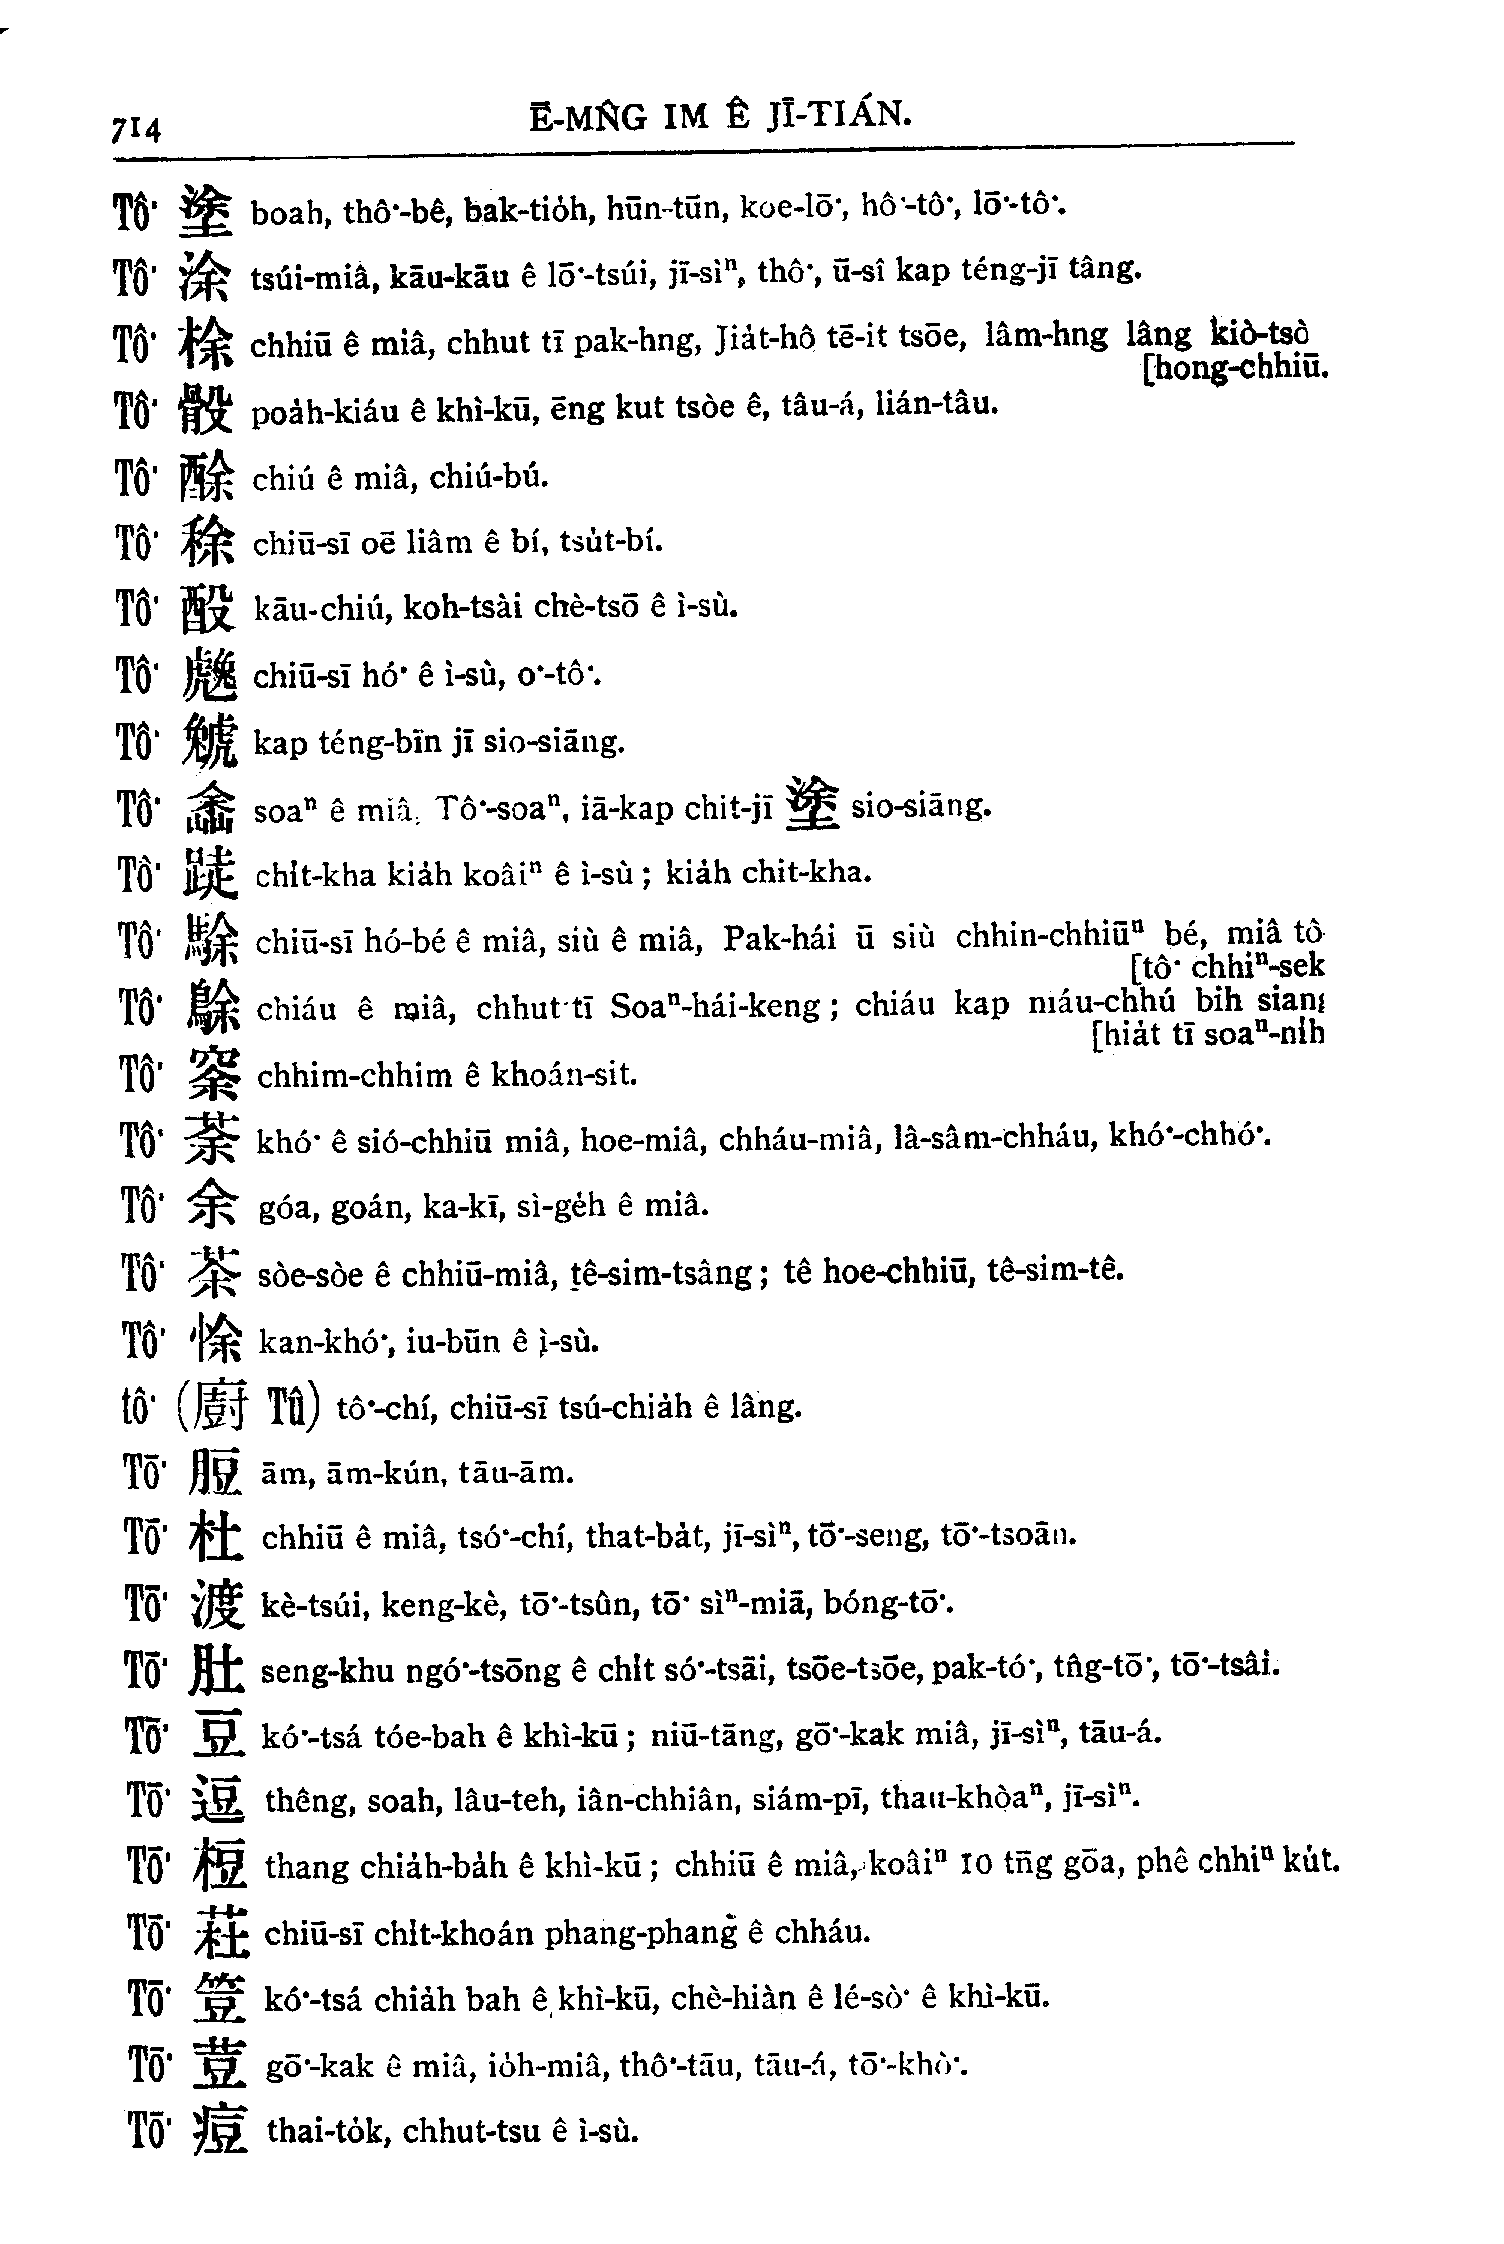 714
Ē-MN̂G IM Ê JĪ-TIÁN.
Tô͘ 塗 boah, thô͘-bê, bak-tio̍h, hūn-tūn, koe-lō͘, hô͘-tô͘, lō͘-tô͘.
Tô͘ 涂 tsúi-miâ, kāu-kāu ê lō͘-tsúi, jī-sìⁿ, thô͘, ū-sî kap téng-jī tâng.
Tô͘ 梌 chhiū ê miâ, chhut tī pak-hng, Jia̍t-hô tē-it tsōe, lâm-hng lâng kiò-tsò
[hong-chhiū.
Tô͘ 骰 poa̍h-kiáu ê khì-kū, ēng kut tsòe ê, tâu-á, lián-tâu.
Tô͘ 酴 chiú ê miâ, chiú-bú.
Tô͘ 稌 chiū-sī oē liâm ê bí, tsu̍t-bí.
Tô͘ 酘 kāu-chiú, koh-tsài chè-tsō ê ì-sù.
Tô͘ chiū-sī hó͘ ê ì-sù, o͘-tô͘.
Tô͘ kap téng-bīn jī sio-siāng.
Tô͘ soaⁿ ê miâ, Tô͘-soaⁿ, iā-kap chit-jī 塗 sio-siāng.
Tô͘ chi̍t-kha kia̍h koâiⁿ ê ì-sù; kia̍h chit-kha.
Tô͘ 駼 chiū-sī hó-bé ê miâ, siù ê miâ, Pak-hái ū siù chhin-chhiūⁿ bé, miâ tô
[tô͘ chhiⁿ-sek
Tô͘ 鵌 chiáu ê miâ, chhut tī Soaⁿ-hái-keng; chiáu kap niáu-chhú bih siang
[hia̍t tī soaⁿ-ni̍h
Tô͘ chhim-chhim ê khoán-sit.
Tô͘ 荼 khó͘ ê sió-chhiū miâ, hoe-miâ, chháu-miâ, lâ-sâm-chháu, khó͘-chhó͘.
Tô͘ 余 góa, goán, ka-kī, sì-ge̍h ê miâ.
Tô͘ 茶 sòe-sòe ê chhiū-miâ, tê-sim-tsâng; tê hoe-chhiū, tê-sim-tê.
Tô͘ 悇 kan-khó͘, iu-būn ê ì-sù.
tô͘ (廚 Tû) tô͘-chí, chiū-sī tsú-chia̍h ê lâng.
Tō͘ 脰 ām, ām-kún, tāu-ām.
Tō͘ 杜 chhiū ê miâ, tsó͘-chí, that-ba̍t, jī-sìⁿ, tō͘-seng, tō͘-tsoān.
Tō͘ 渡 kè-tsúi, keng-kè, tō͘-tsûn, tō͘ sìⁿ-miā, bóng-tō͘.
Tō͘ 肚 seng-khu ngó͘-tsōng ê chi̍t só͘-tsāi, tsōe-tsōe, pak-tó͘, tn̂g-tō͘, tō͘-tsâi.
Tō͘ 豆 kó͘-tsá tóe-bah ê khì-kū; niū-tāng, gō͘-kak miâ, jī-sìⁿ, tāu-á.
Tō͘ 逗 thêng, soah, lâu-teh, iân-chhiân, siám-pī, thau-khòaⁿ, jī-sìⁿ.
Tō͘ 梪 thang chia̍h-ba̍h ê khì-kū; chhiū ê miâ, koâiⁿ 10 tn̄g gōa, phê chhiⁿ ku̍t.
Tō͘ 荰 chiū-sī chi̍t-khoán phang-phang ê chháu.
Tō͘ 豋 kó͘-tsá chia̍h bah ê khì-kū, chè-hiàn ê lé-sò͘ ê khì-kū.
Tō͘ 荳 gō͘-kak ê miâ, io̍h-miâ, thô͘-tāu, tāu-á, tō͘-khò͘.
Tō͘ 痘 thai-to̍k, chhut-tsu ê ì-sù.